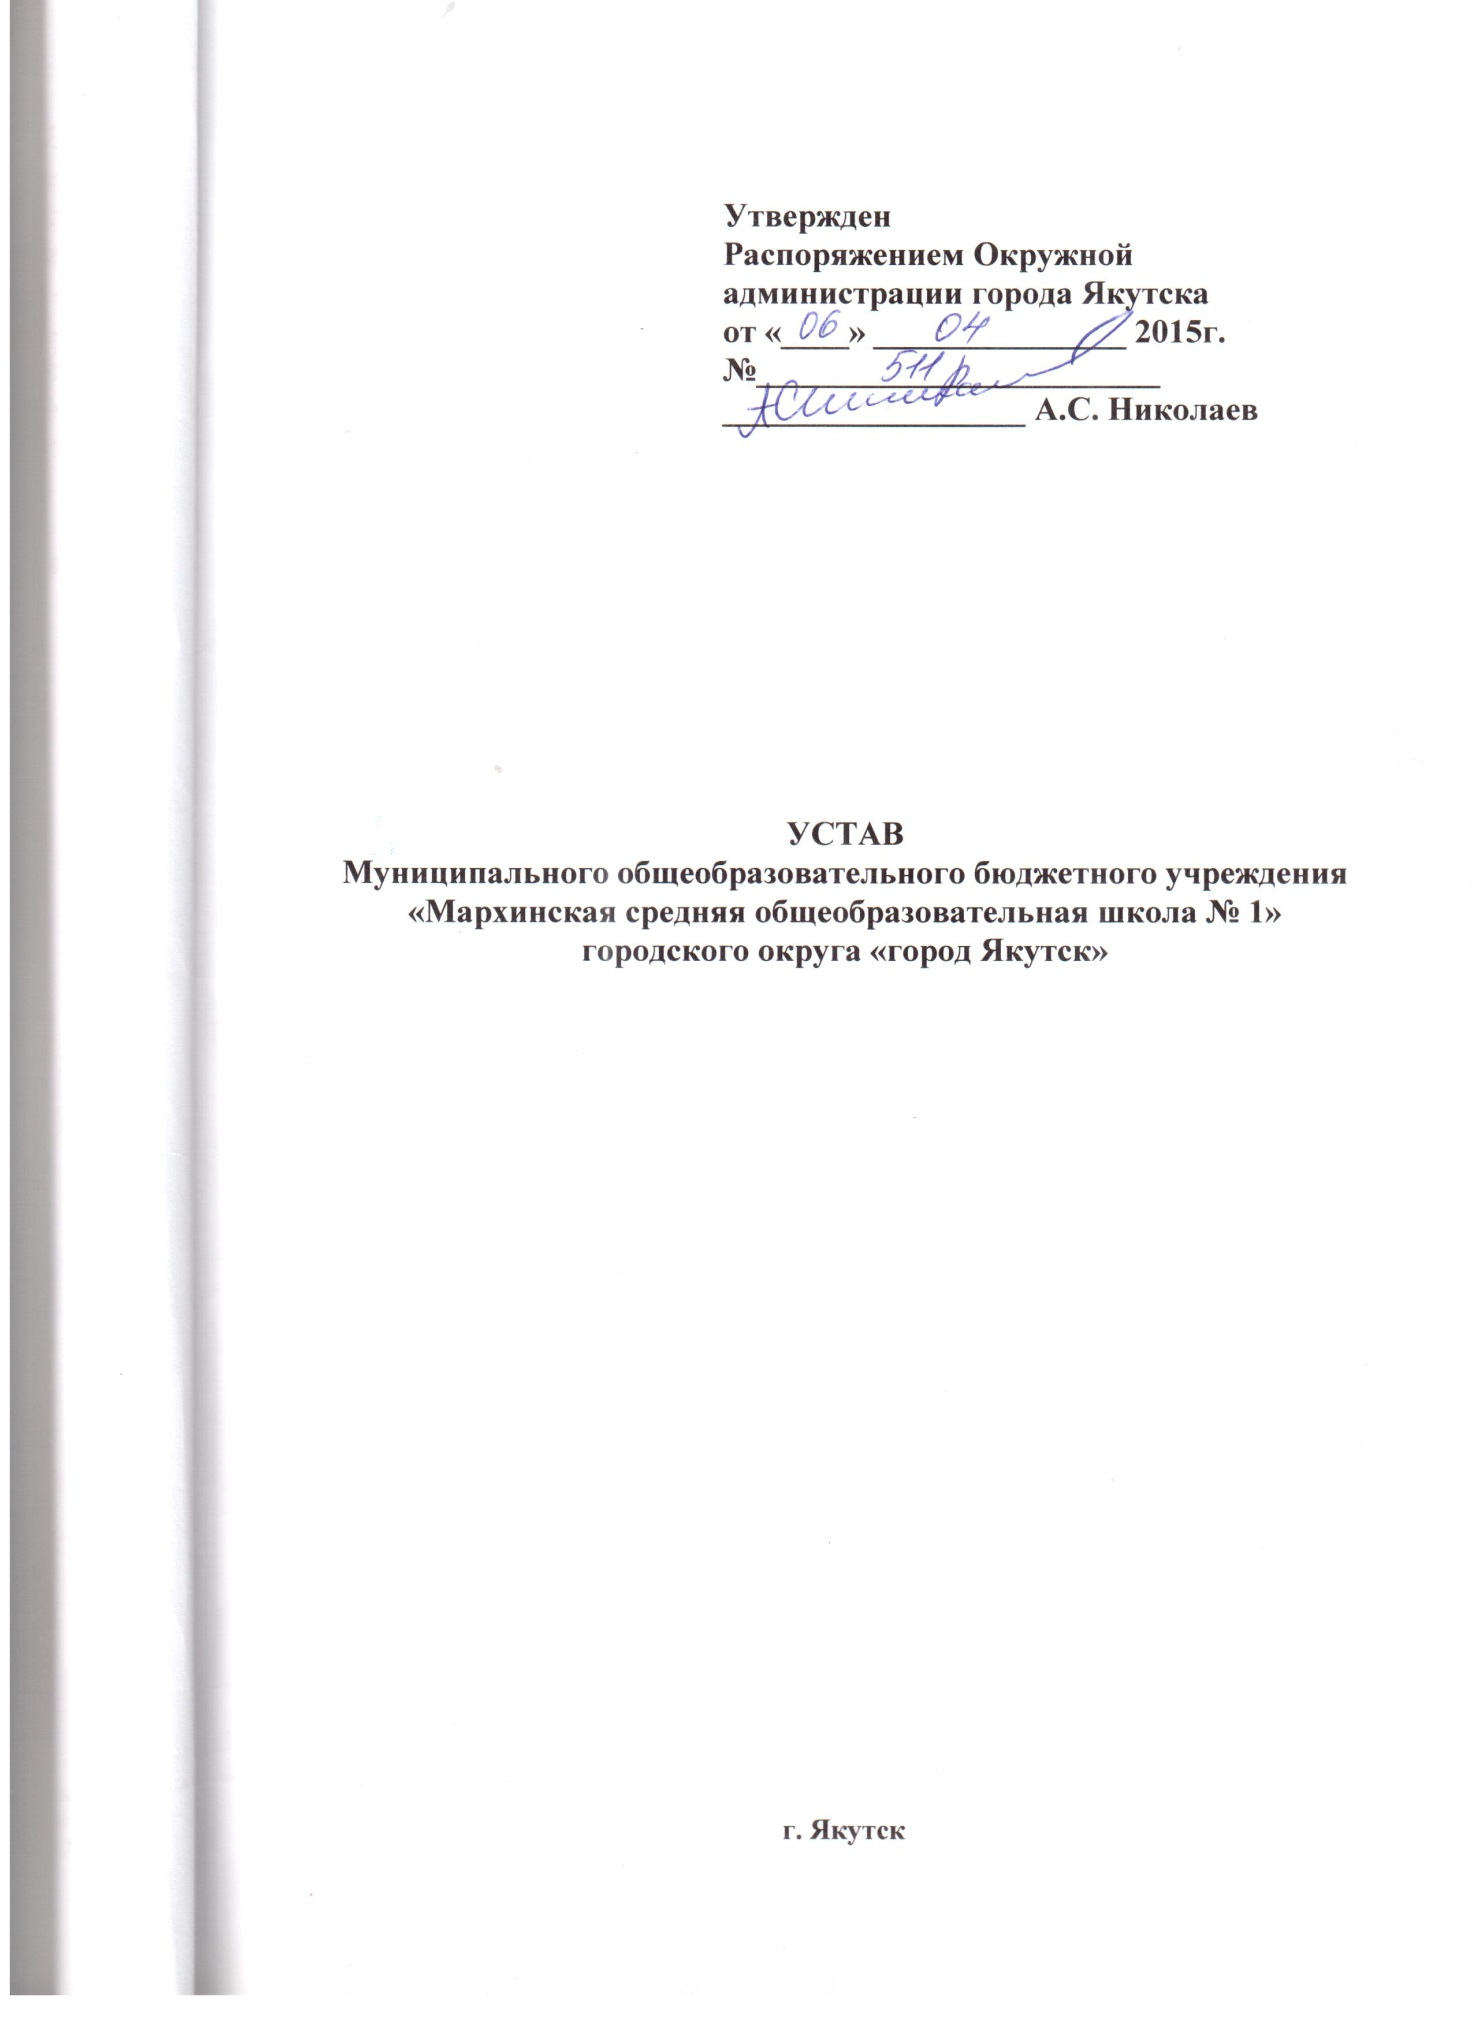 Утвержден
Распоряжением Окружной
администрации города Якутска
от «06» 04 2015г.
№ 511р
А.С. Николаев
УСТАВ
Муниципального общеобразовательного бюджетного учреждения
«Мархинская средняя общеобразовательная школа № 1»
городского округа «город Якутск»
г. Якутск